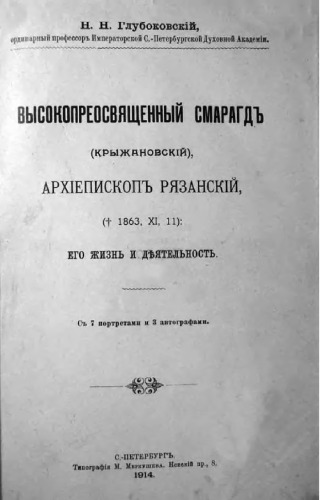 Н. Н. Глубоковскій,
ординарный профессоръ Императорской С.-Петербургской Духовной Академіи.
ВЫСОКОПРЕОСВЯЩЕННЫЙ СМАРАГДЪ
(КРЫЖАНОВСКІЙ),
АРХІЕПИСКОПЪ РЯЗАНСКІЙ,
(† 1863, XI, 11):
ЕГО ЖИЗНЬ И ДѢЯТЕЛЬНОСТЬ.
Съ 7 портретами и 3 автографами.
С.-ПЕТЕРБУРГЪ.
Типографія М. Меркушева. Невскій пр., 8.
1914.